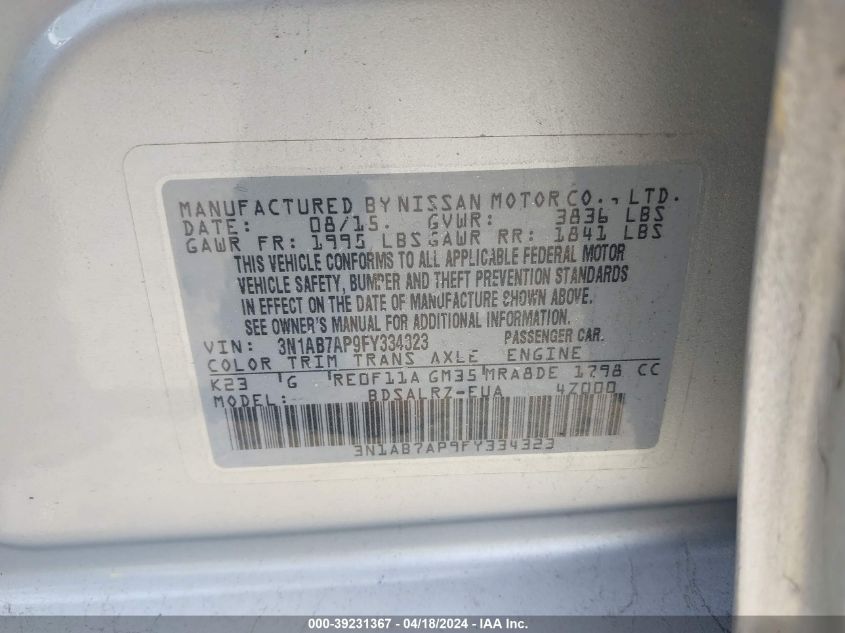 MANUFACTURED BY NISSAN MOTOR CO., LTD.
DATE: 08/15. GVWR: 3836 LBS
GAWR FR: 1995 LBS GAWR RR: 1841 LBS
THIS VEHICLE CONFORMS TO ALL APPLICABLE FEDERAL MOTOR
VEHICLE SAFETY, BUMPER AND THEFT PREVENTION STANDARDS
IN EFFECT ON THE DATE OF MANUFACTURE SHOWN ABOVE.
SEE OWNER'S MANUAL FOR ADDITIONAL INFORMATION.
VIN: 3N1AB7AP9FY334323 PASSENGER CAR.
COLOR TRIM TRANS AXLE ENGINE
K23 G RE0F11A GM35 MRA8DE 1798 CC
MODEL: BDSALRZ-EUA 4Z000
3N1AB7AP9FY334323
000-39231367 - 04/18/2024 - IAA Inc.